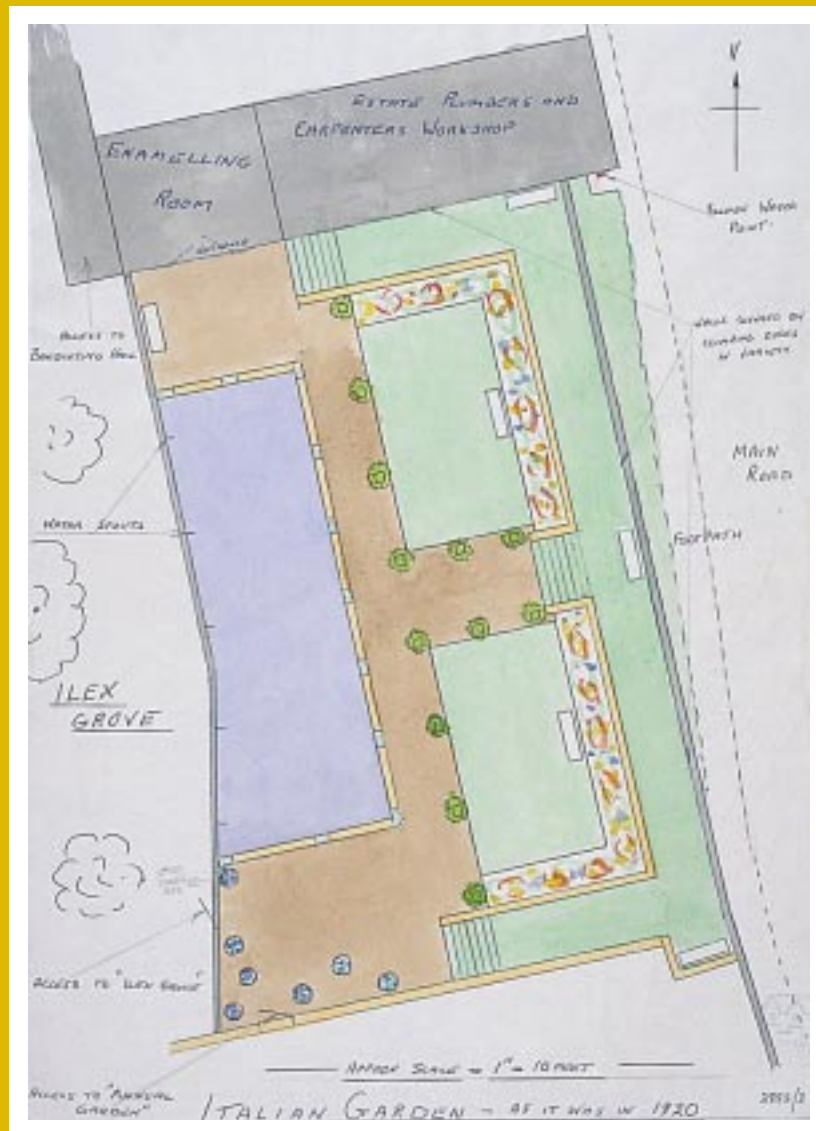 N
ESTATE PLUMBERS AND
CARPENTERS WORKSHOP
ENAMELLING
ROOM
WATER
POINT
ACCESS TO
BANQUETING HALL
MAIN
ROAD
WATER SPOUTS
FOOTPATH
ILEX
GROVE
ACCESS TO "ILEX GROVE"
APPROX SCALE = 1" = 10 FEET
ACCESS TO "ANNUAL
GARDEN"
ITALIAN GARDEN - AS IT WAS IN 1920